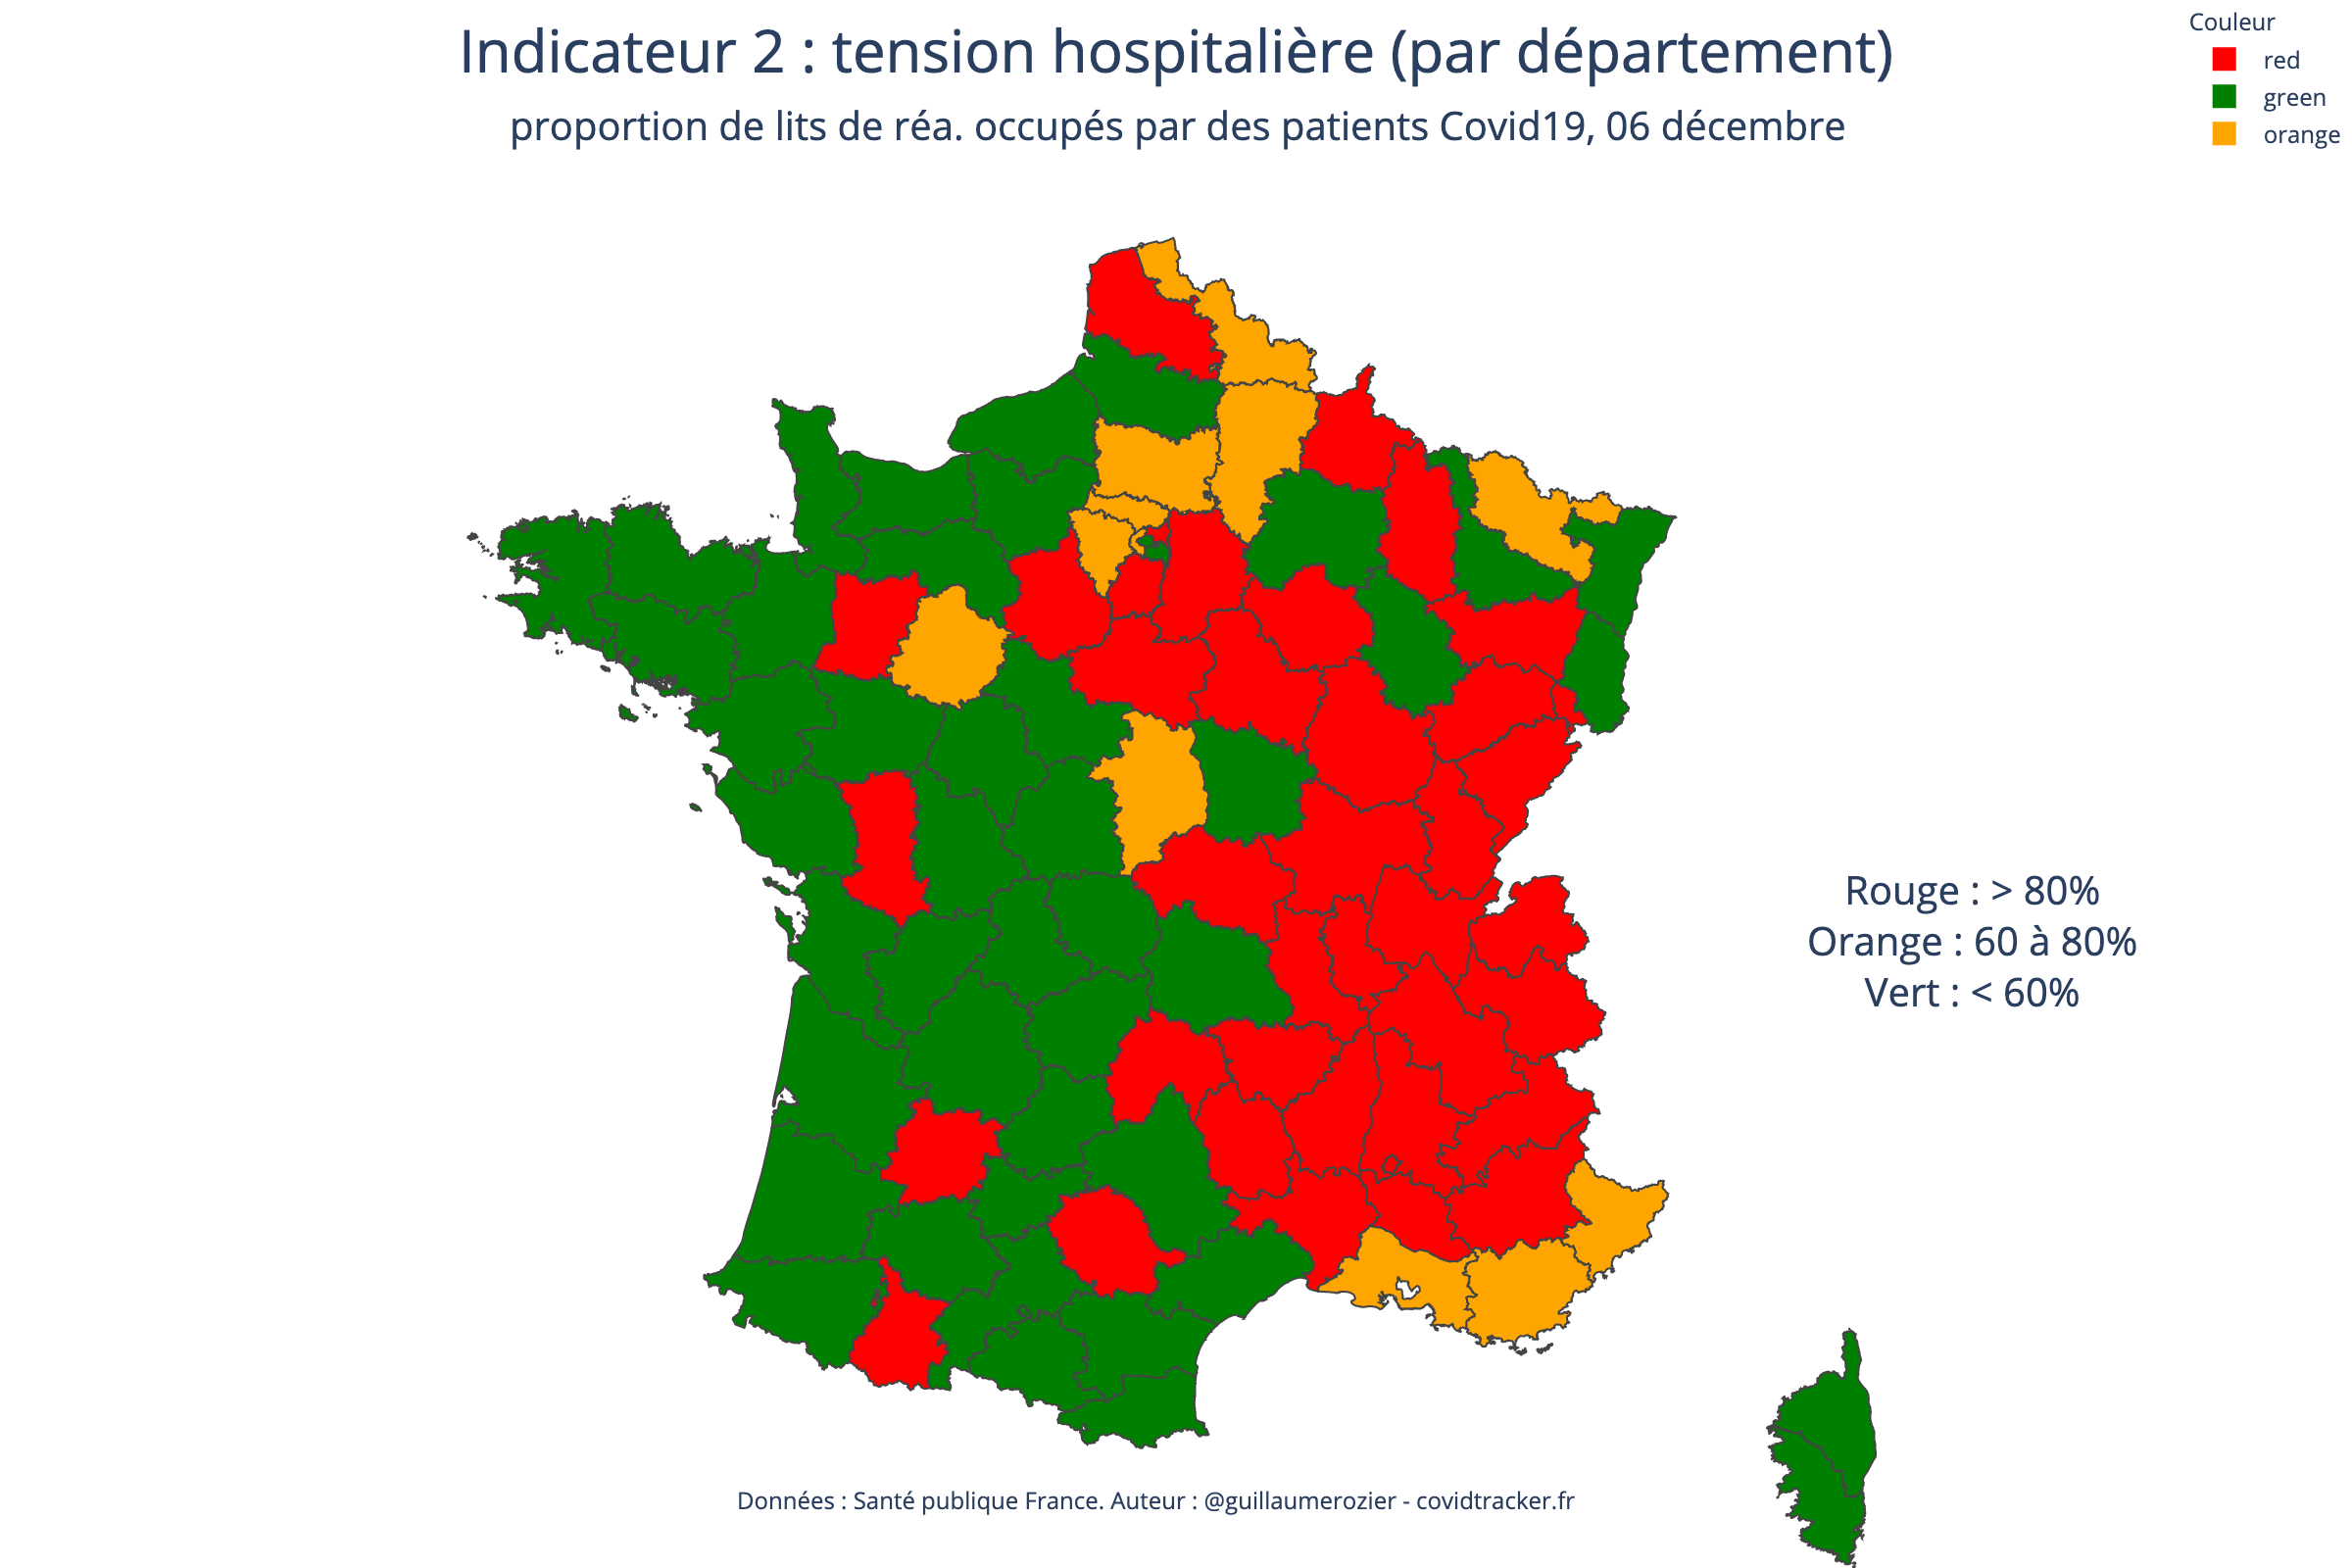 Indicateur 2 : tension hospitalière (par département)
proportion de lits de réa. occupés par des patients Covid19, 06 décembre
Couleur
red
green
orange
Rouge : > 80%
Orange : 60 à 80%
Vert : < 60%
Données : Santé publique France. Auteur : @guillaumerozier - covidtracker.fr